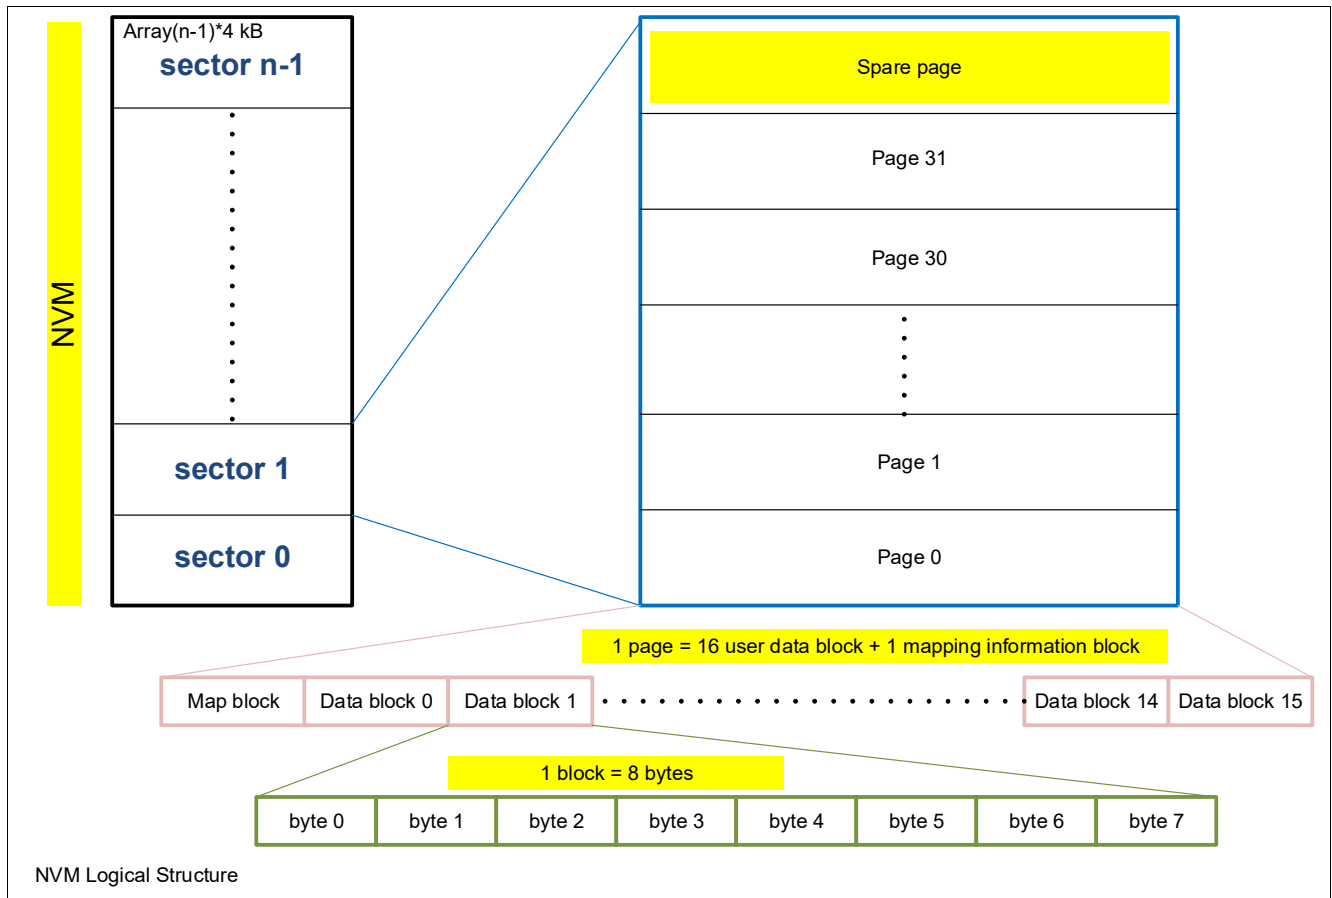 NVM
Array(n-1)*4 kB
sector n-1
sector 1
sector 0
Spare page
Page 31
Page 30
Page 1
Page 0
1 page = 16 user data block + 1 mapping information block
Map block
Data block 0
Data block 1
Data block 14
Data block 15
1 block = 8 bytes
byte 0
byte 1
byte 2
byte 3
byte 4
byte 5
byte 6
byte 7
NVM Logical Structure